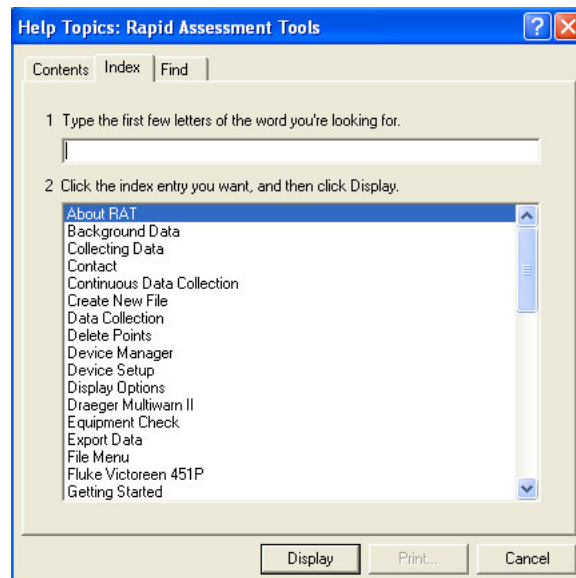 Help Topics: Rapid Assessment Tools
Contents Index Find
1 Type the first few letters of the word you're looking for.
2 Click the index entry you want, and then click Display.
About RAT
Background Data
Collecting Data
Contact
Continuous Data Collection
Create New File
Data Collection
Delete Points
Device Manager
Device Setup
Display Options
Draeger Multiwarn II
Equipment Check
Export Data
File Menu
Fluke Victoreen 451P
Getting Started
Display Print... Cancel